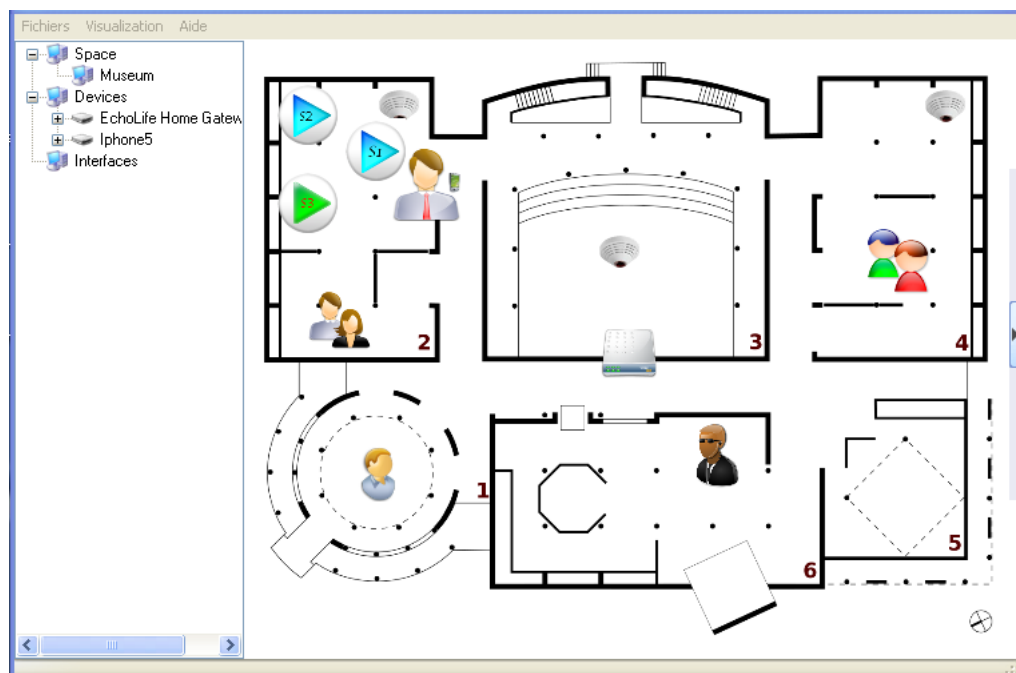 Fichiers Visualization Aide
Space
Museum
Devices
EchoLife Home Gatew
Iphone5
Interfaces
S2
S1
S3
2
3
4
1
5
6